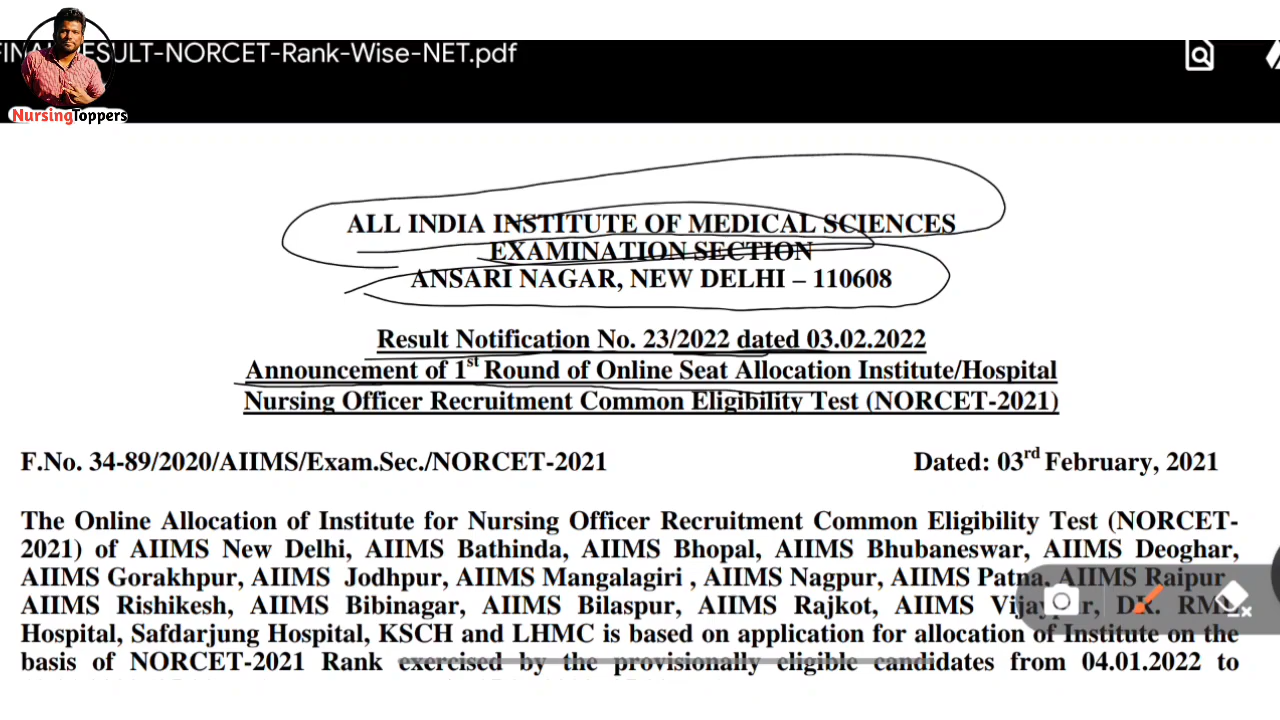 FINAL RESULT-NORCET-Rank-Wise-NET.pdf
NursingToppers
ALL INDIA INSTITUTE OF MEDICAL SCIENCES
EXAMINATION SECTION
ANSARI NAGAR, NEW DELHI – 110608
Result Notification No. 23/2022 dated 03.02.2022
Announcement of 1st Round of Online Seat Allocation Institute/Hospital
Nursing Officer Recruitment Common Eligibility Test (NORCET-2021)
F.No. 34-89/2020/AIIMS/Exam.Sec./NORCET-2021 Dated: 03rd February, 2021
The Online Allocation of Institute for Nursing Officer Recruitment Common Eligibility Test (NORCET-
2021) of AIIMS New Delhi, AIIMS Bathinda, AIIMS Bhopal, AIIMS Bhubaneswar, AIIMS Deoghar,
AIIMS Gorakhpur, AIIMS Jodhpur, AIIMS Mangalagiri , AIIMS Nagpur, AIIMS Patna, AIIMS Raipur
AIIMS Rishikesh, AIIMS Bibinagar, AIIMS Bilaspur, AIIMS Rajkot, AIIMS Vijaypur, DR. RML
Hospital, Safdarjung Hospital, KSCH and LHMC is based on application for allocation of Institute on the
basis of NORCET-2021 Rank exercised by the provisionally eligible candidates from 04.01.2022 to